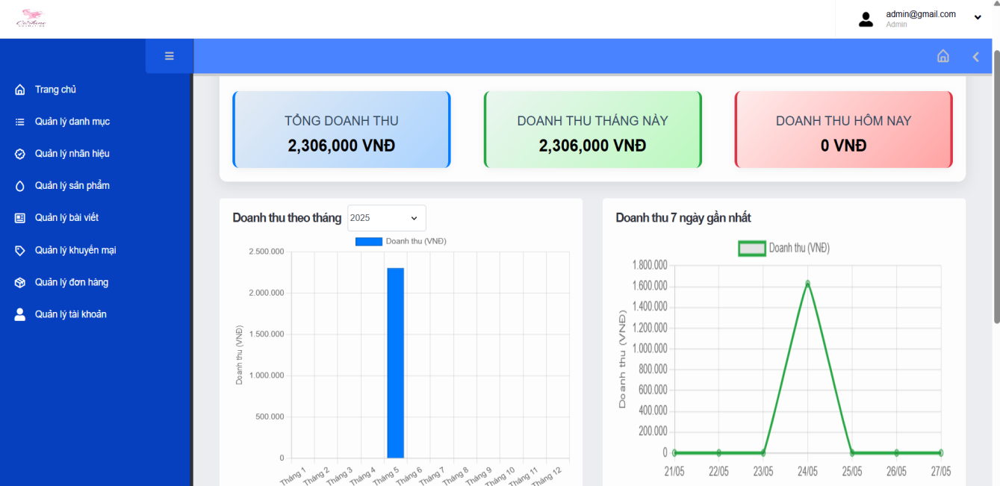 CoShine
admin@gmail.com
Admin
Trang chủ
Quản lý danh mục
Quản lý nhãn hiệu
Quản lý sản phẩm
Quản lý bài viết
Quản lý khuyến mại
Quản lý đơn hàng
Quản lý tài khoản
TỔNG DOANH THU
2,306,000 VNĐ
DOANH THU THÁNG NÀY
2,306,000 VNĐ
DOANH THU HÔM NAY
0 VNĐ
Doanh thu theo tháng
2025
Doanh thu (VNĐ)
Doanh thu (VNĐ)
2.500.000
2.000.000
1.500.000
1.000.000
500.000
0
Tháng 1
Tháng 2
Tháng 3
Tháng 4
Tháng 5
Tháng 6
Tháng 7
Tháng 8
Tháng 9
Tháng 10
Tháng 11
Tháng 12
Doanh thu 7 ngày gần nhất
Doanh thu (VNĐ)
Doanh thu (VNĐ)
1.800.000
1.600.000
1.400.000
1.200.000
1.000.000
800.000
600.000
400.000
200.000
0
21/05
22/05
23/05
24/05
25/05
26/05
27/05